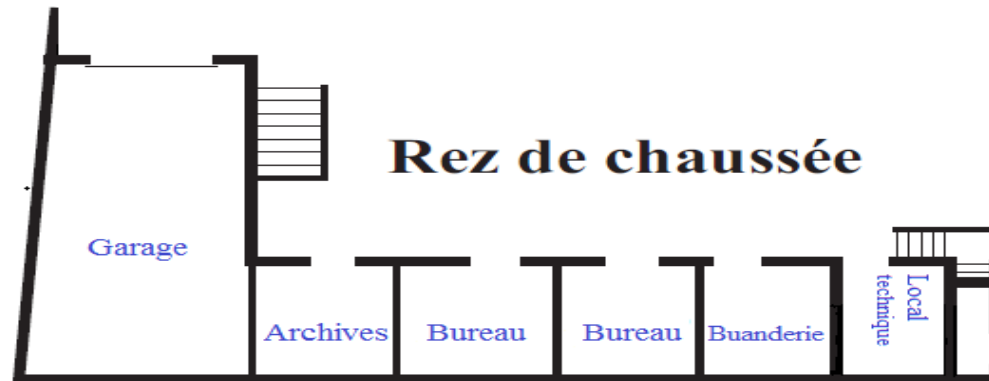 Rez de chaussée
Garage
Archives
Bureau
Bureau
Buanderie
Local
technique